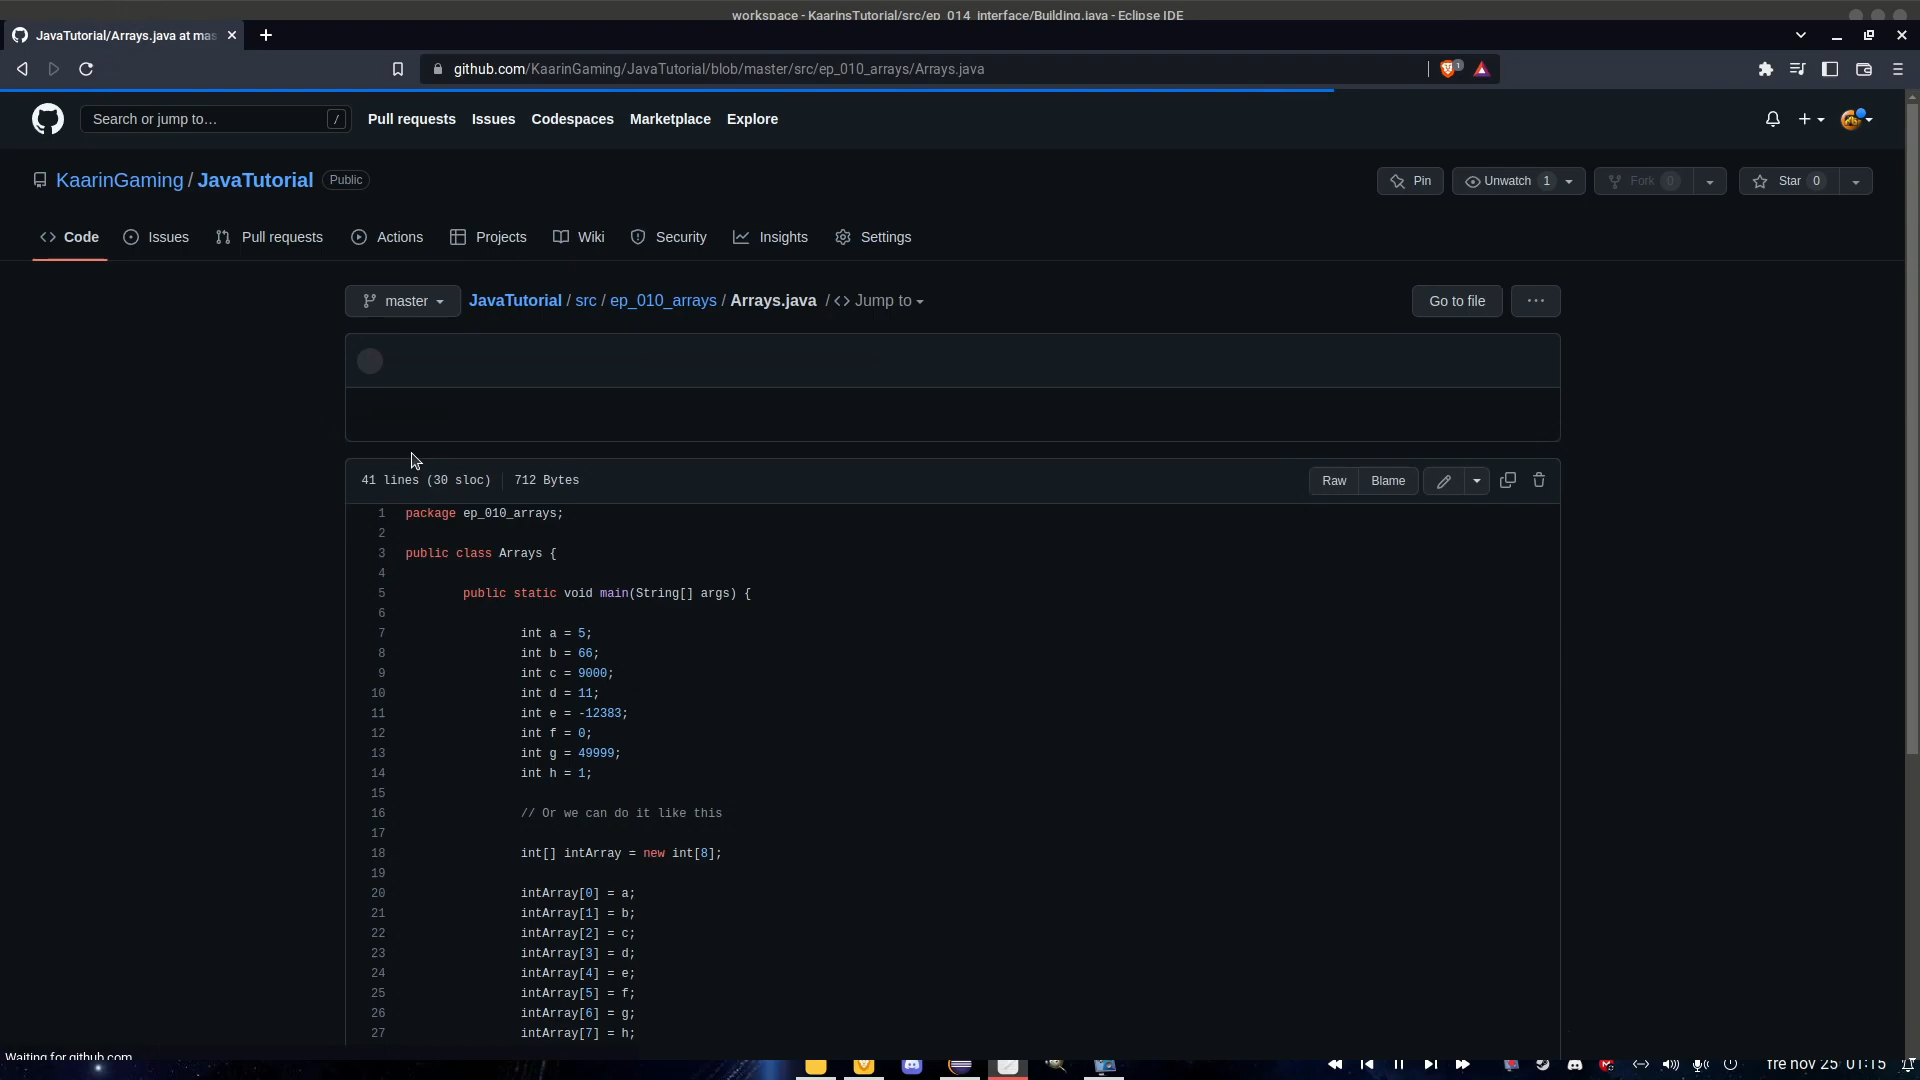 workspace - KaarinsTutorial/src/ep_014_interface/Building.java - Eclipse IDE
JavaTutorial/Arrays.java at mas
github.com/KaarinGaming/JavaTutorial/blob/master/src/ep_010_arrays/Arrays.java
1
Search or jump to… /
Pull requests Issues Codespaces Marketplace Explore
KaarinGaming / JavaTutorial Public
Pin Unwatch 1 Fork 0 Star 0
Code Issues Pull requests Actions Projects Wiki Security Insights Settings
master JavaTutorial / src / ep_010_arrays / Arrays.java / <> Jump to Go to file ...
41 lines (30 sloc) 712 Bytes Raw Blame
1 package ep_010_arrays;
2
3 public class Arrays {
4
5 public static void main(String[] args) {
6
7 int a = 5;
8 int b = 66;
9 int c = 9000;
10 int d = 11;
11 int e = -12383;
12 int f = 0;
13 int g = 49999;
14 int h = 1;
15
16 // Or we can do it like this
17
18 int[] intArray = new int[8];
19
20 intArray[0] = a;
21 intArray[1] = b;
22 intArray[2] = c;
23 intArray[3] = d;
24 intArray[4] = e;
25 intArray[5] = f;
26 intArray[6] = g;
27 intArray[7] = h;
Waiting for github.com
fre nov 25 01:15